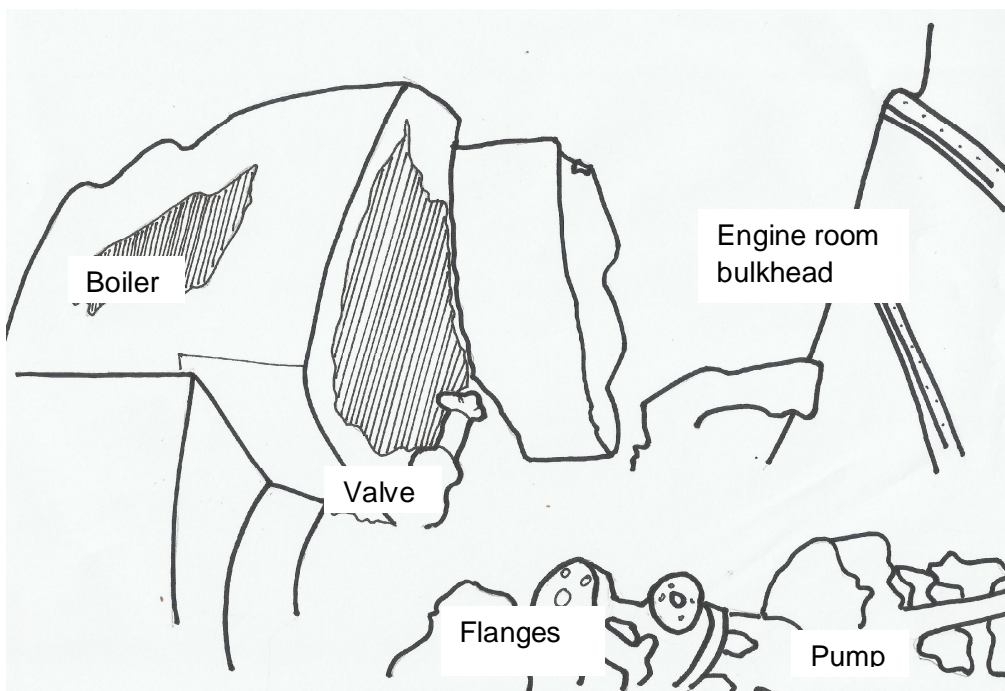 Engine room
bulkhead
Boiler
Valve
Flanges
Pump